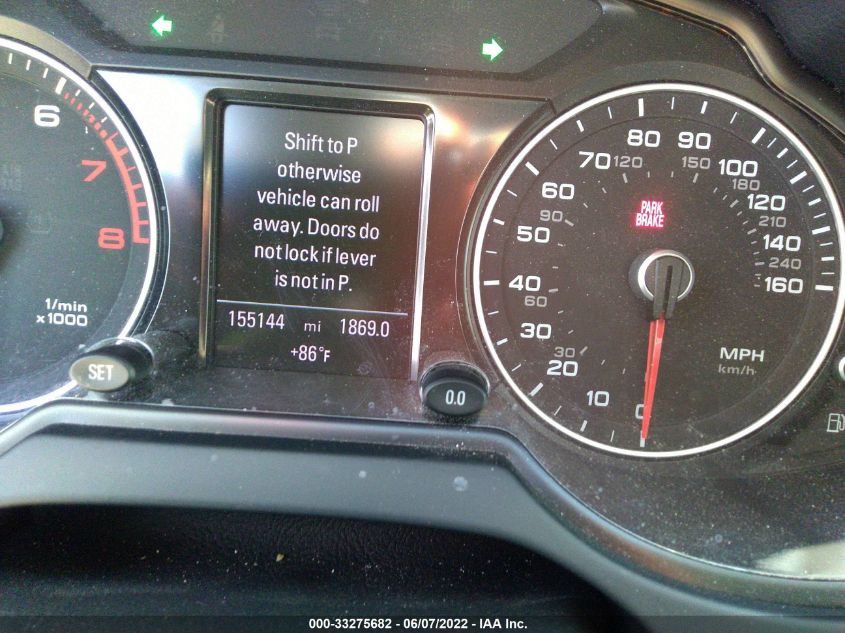 6
7
8
1/min
x1000
SET
Shift to P
otherwise
vehicle can roll
away. Doors do
not lock if lever
is not in P.
155144 mi 1869.0
+86°F
0.0
0
10
20
30
40
50
60
70
80
90
100
120
140
160
30
60
90
120
150
180
210
240
PARK
BRAKE
MPH
km/h
000-33275682 / 06/07/2022 - IAA Inc.